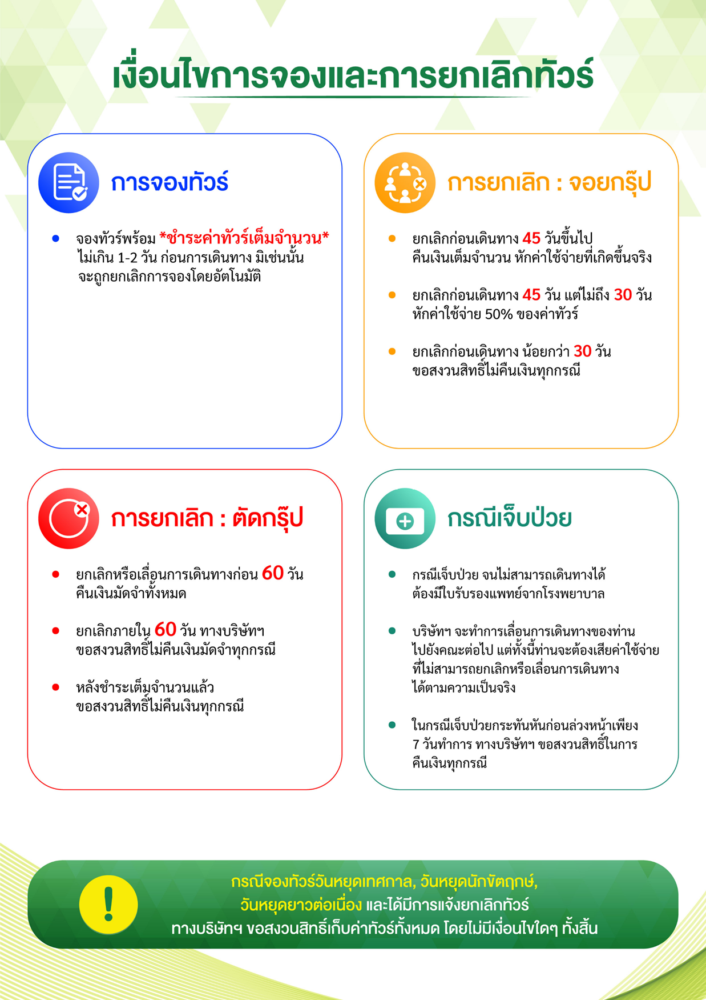 เงื่อนไขการจองและการยกเลิกทัวร์
การจองทัวร์
จองทัวร์พร้อม *ชำระค่าทัวร์เต็มจำนวน*
ไม่เกิน 1-2 วัน ก่อนการเดินทาง มิเช่นนั้น
จะถูกยกเลิกการจองโดยอัตโนมัติ
การยกเลิก : จอยกรุ๊ป
ยกเลิกก่อนเดินทาง 45 วันขึ้นไป
คืนเงินเต็มจำนวน หักค่าใช้จ่ายที่เกิดขึ้นจริง
ยกเลิกก่อนเดินทาง 45 วัน แต่ไม่ถึง 30 วัน
หักค่าใช้จ่าย 50% ของค่าทัวร์
ยกเลิกก่อนเดินทาง น้อยกว่า 30 วัน
ขอสงวนสิทธิ์ไม่คืนเงินทุกกรณี
การยกเลิก : ตัดกรุ๊ป
ยกเลิกหรือเลื่อนการเดินทางก่อน 60 วัน
คืนเงินมัดจำทั้งหมด
ยกเลิกภายใน 60 วัน ทางบริษัทฯ
ขอสงวนสิทธิ์ไม่คืนเงินมัดจำทุกกรณี
หลังชำระเต็มจำนวนแล้ว
ขอสงวนสิทธิ์ไม่คืนเงินทุกกรณี
กรณีเจ็บป่วย
กรณีเจ็บป่วย จนไม่สามารถเดินทางได้
ต้องมีใบรับรองแพทย์จากโรงพยาบาล
บริษัทฯ จะทำการเลื่อนการเดินทางของท่าน
ไปยังคณะต่อไป แต่ทั้งนี้ท่านจะต้องเสียค่าใช้จ่าย
ที่ไม่สามารถยกเลิกหรือเลื่อนการเดินทาง
ได้ตามความเป็นจริง
ในกรณีเจ็บป่วยกระทันหันก่อนล่วงหน้าเพียง
7 วันทำการ ทางบริษัทฯ ขอสงวนสิทธิ์ในการ
คืนเงินทุกกรณี
กรณีจองทัวร์วันหยุดเทศกาล, วันหยุดนักขัตฤกษ์,
วันหยุดยาวต่อเนื่อง และได้มีการแจ้งยกเลิกทัวร์
ทางบริษัทฯ ขอสงวนสิทธิ์เก็บค่าทัวร์ทั้งหมด โดยไม่มีเงื่อนไขใดๆ ทั้งสิ้น